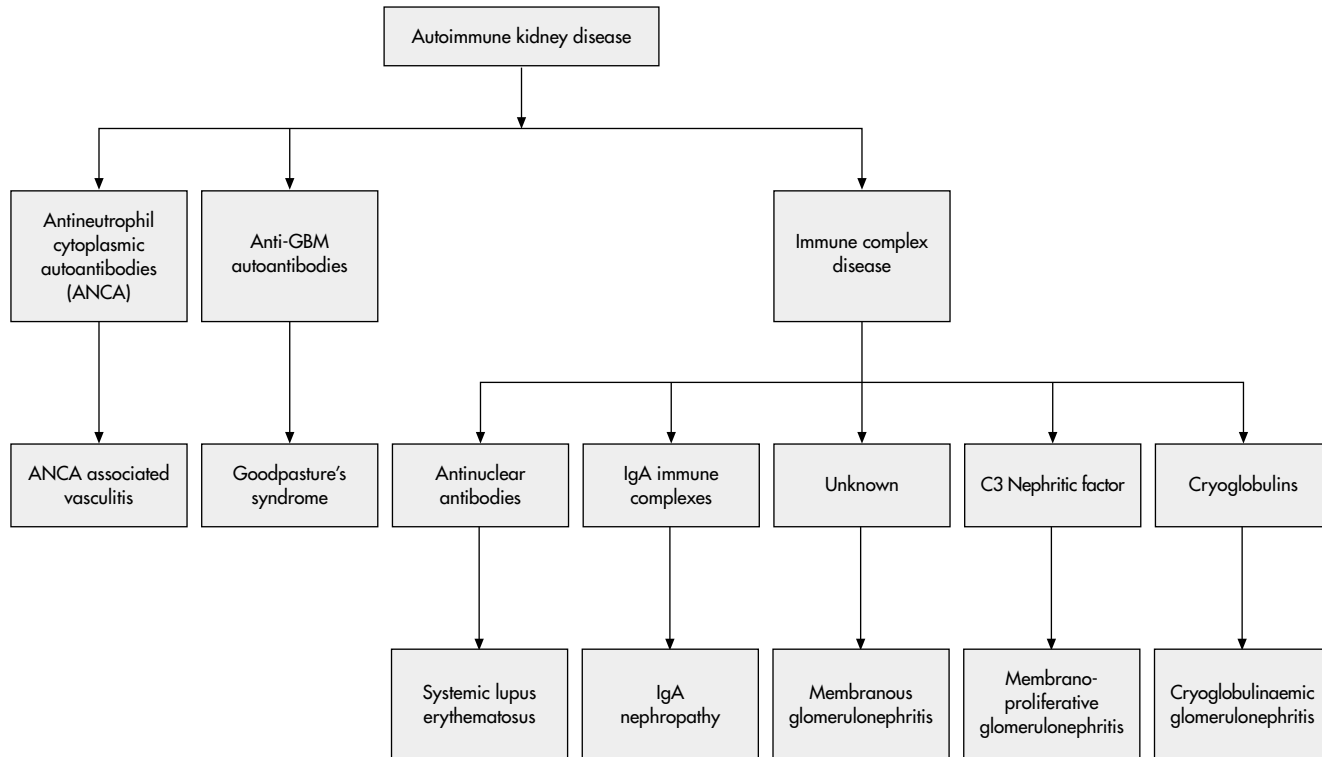 Autoimmune kidney disease
Antineutrophil
cytoplasmic
autoantibodies
(ANCA)
Anti-GBM
autoantibodies
Immune complex
disease
ANCA associated
vasculitis
Goodpasture's
syndrome
Antinuclear
antibodies
IgA immune
complexes
Unknown
C3 Nephritic factor
Cryoglobulins
Systemic lupus
erythematosus
IgA
nephropathy
Membranous
glomerulonephritis
Membrano-
proliferative
glomerulonephritis
Cryoglobulinaemic
glomerulonephritis